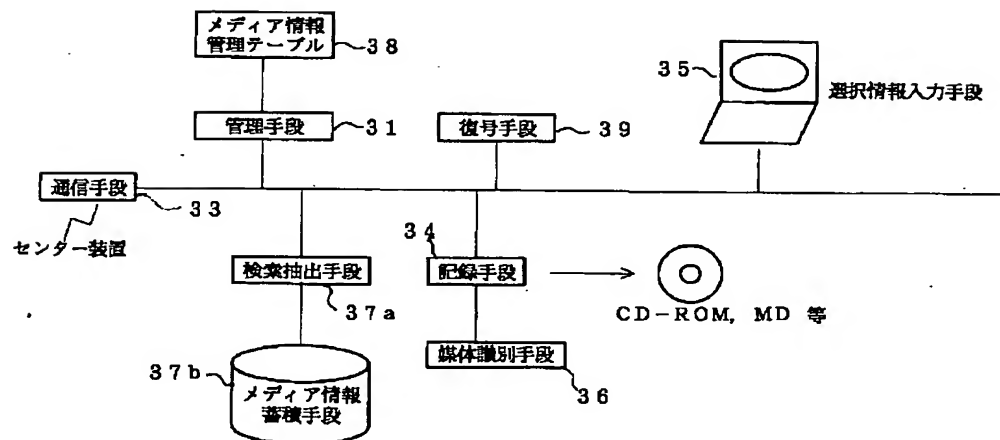 メディア情報
管理テーブル
38
管理手段
31
復号手段
39
35
選択情報入力手段
通信手段
33
センター装置
検索抽出手段
37a
34
記録手段
CD-ROM, MD 等
37b
メディア情報
蓄積手段
媒体識別手段
36